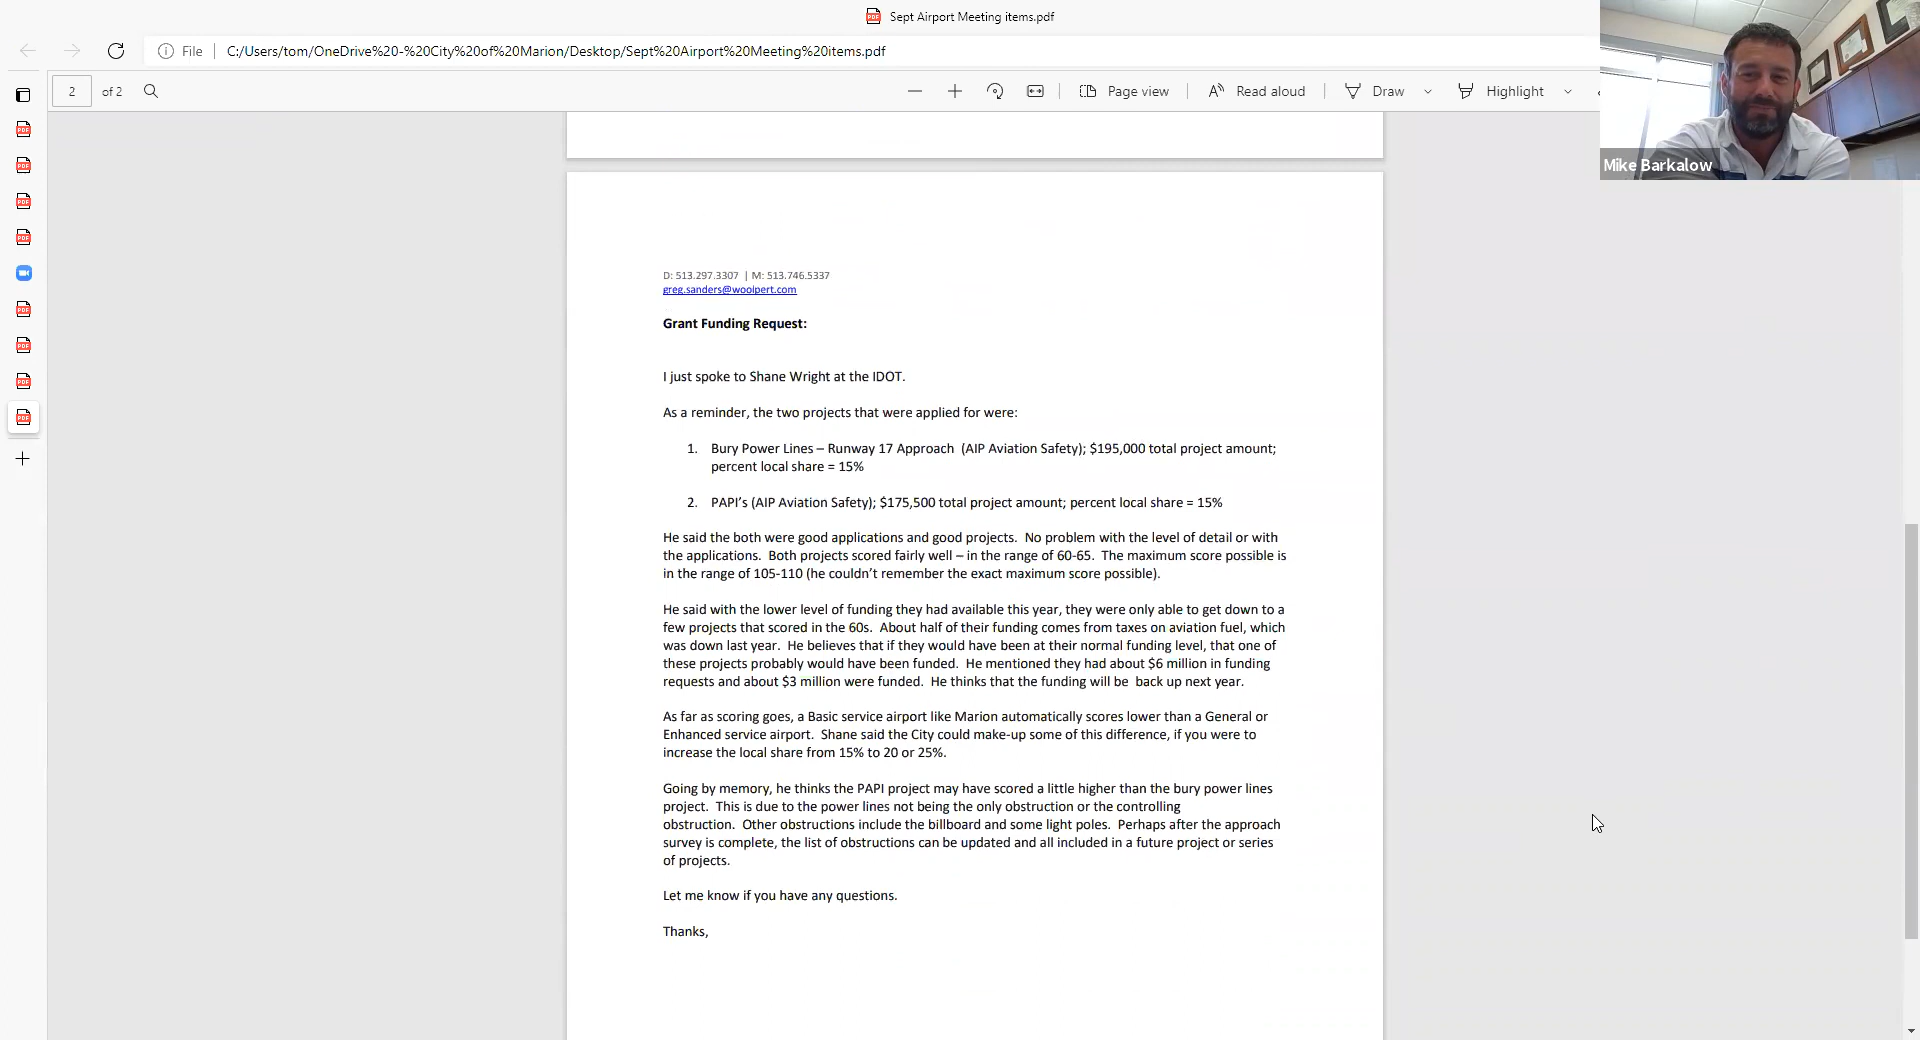 Sept Airport Meeting items.pdf
File
C:/Users/tom/OneDrive%20-%20City%20of%20Marion/Desktop/Sept%20Airport%20Meeting%20items.pdf
2
of 2
Page view
Read aloud
Draw
Highlight
Mike Barkalow
D: 513.297.3307 | M: 513.746.5337
greg.sanders@woolpert.com
Grant Funding Request:
I just spoke to Shane Wright at the IDOT.
As a reminder, the two projects that were applied for were:
1. Bury Power Lines – Runway 17 Approach (AIP Aviation Safety); $195,000 total project amount;
percent local share = 15%
2. PAPI's (AIP Aviation Safety); $175,500 total project amount; percent local share = 15%
He said the both were good applications and good projects. No problem with the level of detail or with
the applications. Both projects scored fairly well – in the range of 60-65. The maximum score possible is
in the range of 105-110 (he couldn't remember the exact maximum score possible).
He said with the lower level of funding they had available this year, they were only able to get down to a
few projects that scored in the 60s. About half of their funding comes from taxes on aviation fuel, which
was down last year. He believes that if they would have been at their normal funding level, that one of
these projects probably would have been funded. He mentioned they had about $6 million in funding
requests and about $3 million were funded. He thinks that the funding will be back up next year.
As far as scoring goes, a Basic service airport like Marion automatically scores lower than a General or
Enhanced service airport. Shane said the City could make-up some of this difference, if you were to
increase the local share from 15% to 20 or 25%.
Going by memory, he thinks the PAPI project may have scored a little higher than the bury power lines
project. This is due to the power lines not being the only obstruction or the controlling
obstruction. Other obstructions include the billboard and some light poles. Perhaps after the approach
survey is complete, the list of obstructions can be updated and all included in a future project or series
of projects.
Let me know if you have any questions.
Thanks,